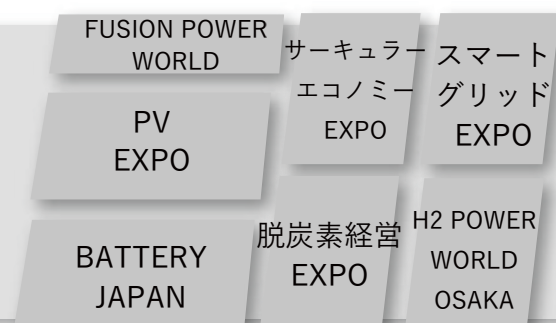 FUSION POWER
WORLD
サーキュラー
エコノミー
EXPO
スマート
グリッド
EXPO
PV
EXPO
BATTERY
JAPAN
脱炭素経営
EXPO
H2 POWER
WORLD
OSAKA